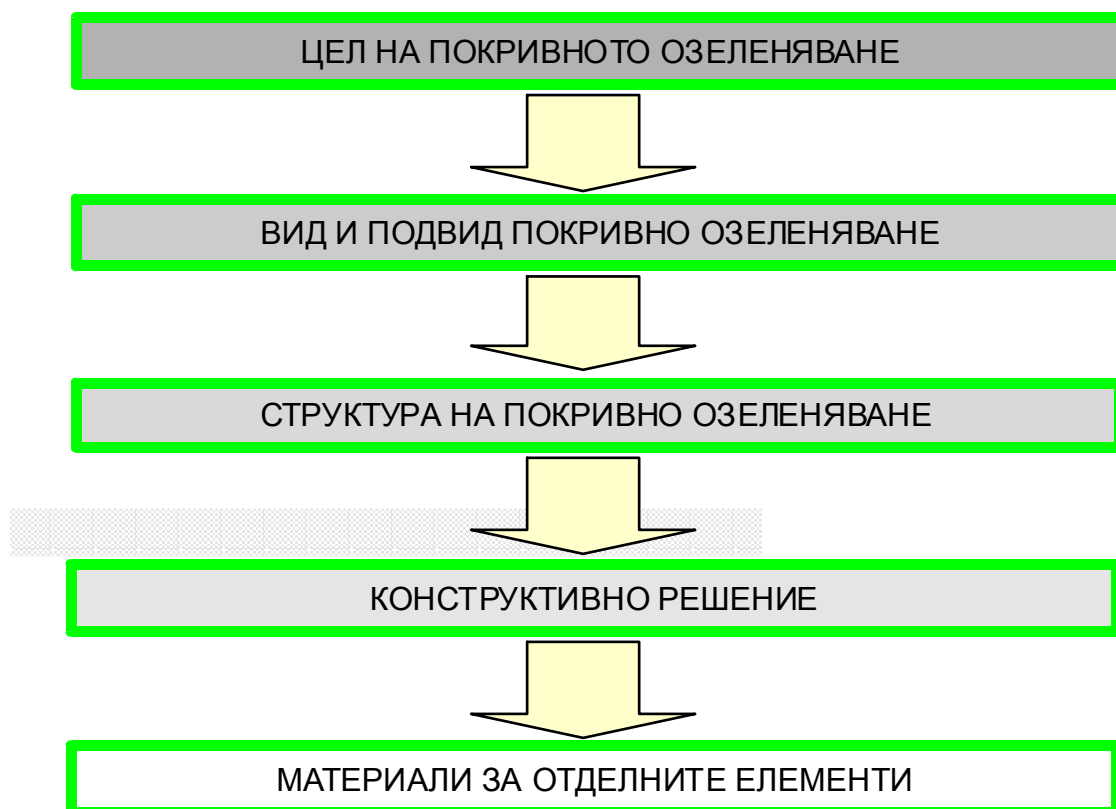 ЦЕЛ НА ПОКРИВНОТО ОЗЕЛЕНЯВАНЕ
ВИД И ПОДВИД ПОКРИВНО ОЗЕЛЕНЯВАНЕ
СТРУКТУРА НА ПОКРИВНО ОЗЕЛЕНЯВАНЕ
КОНСТРУКТИВНО РЕШЕНИЕ
МАТЕРИАЛИ ЗА ОТДЕЛНИТЕ ЕЛЕМЕНТИ